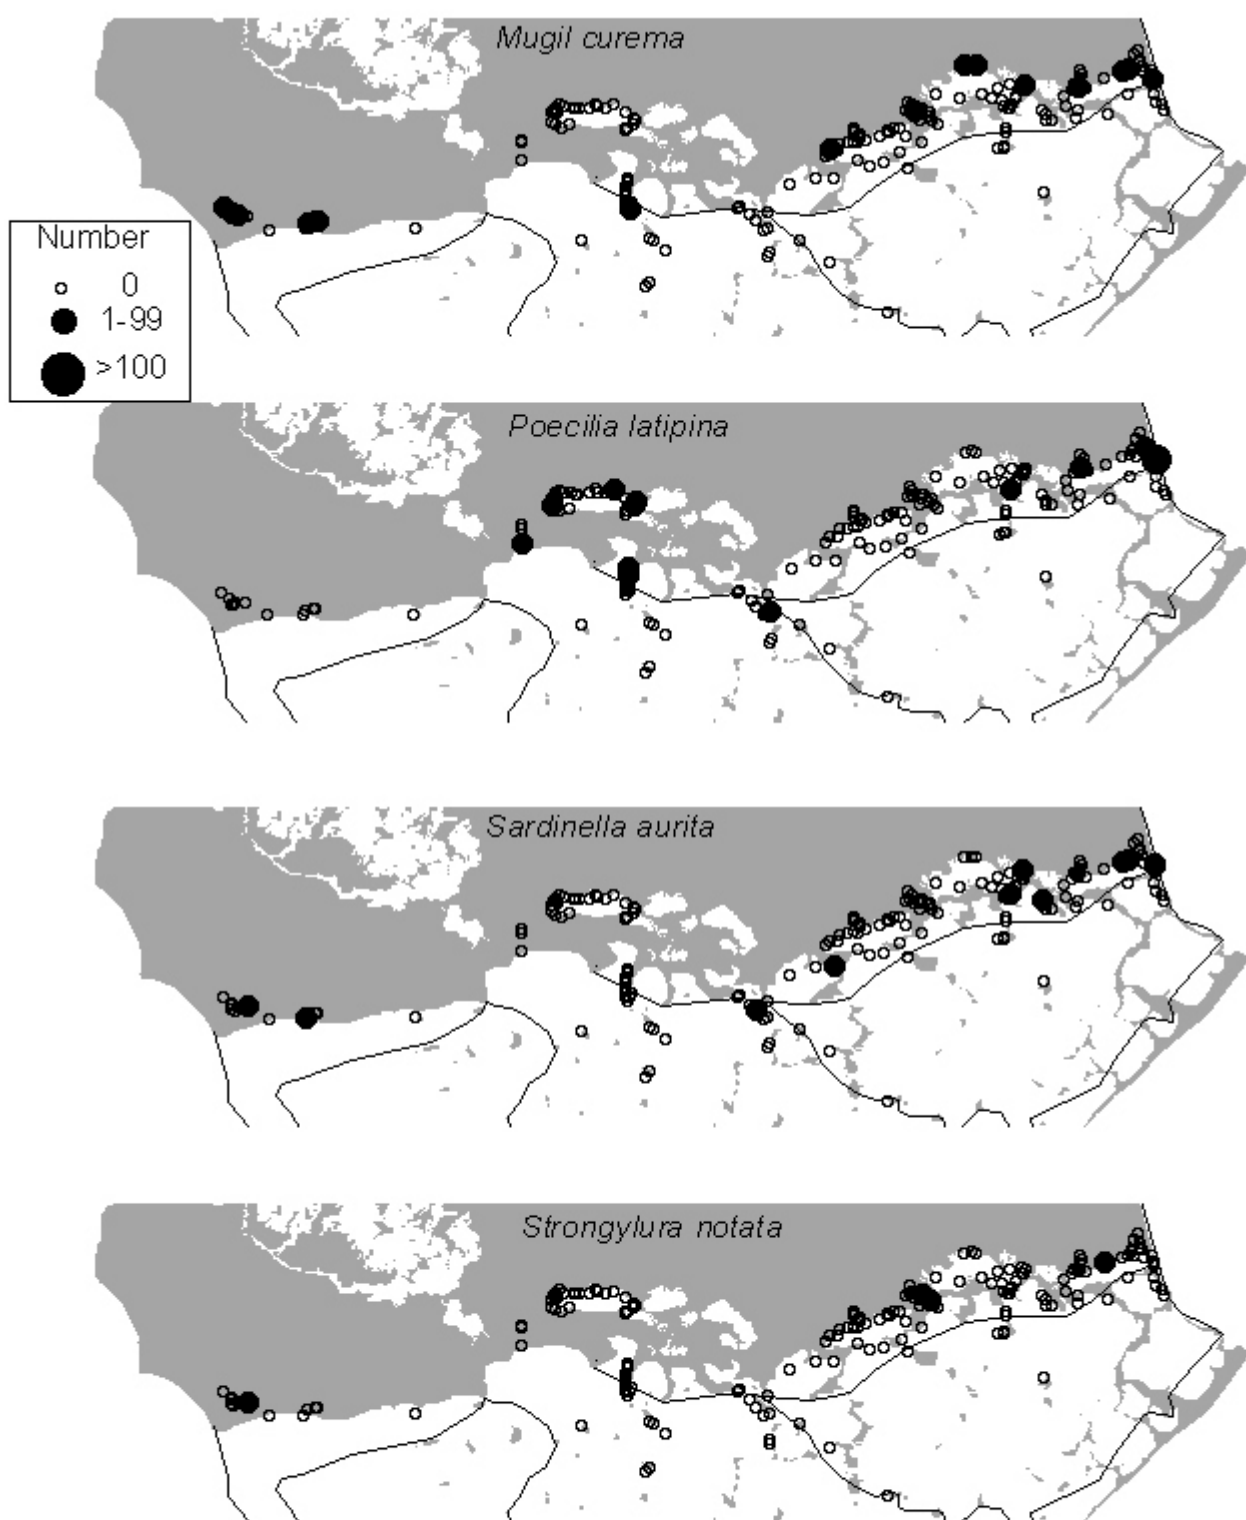 Mugil curema
Number
0
1-99
>100
Poecilia latipina
Sardinella aurita
Strongylura notata